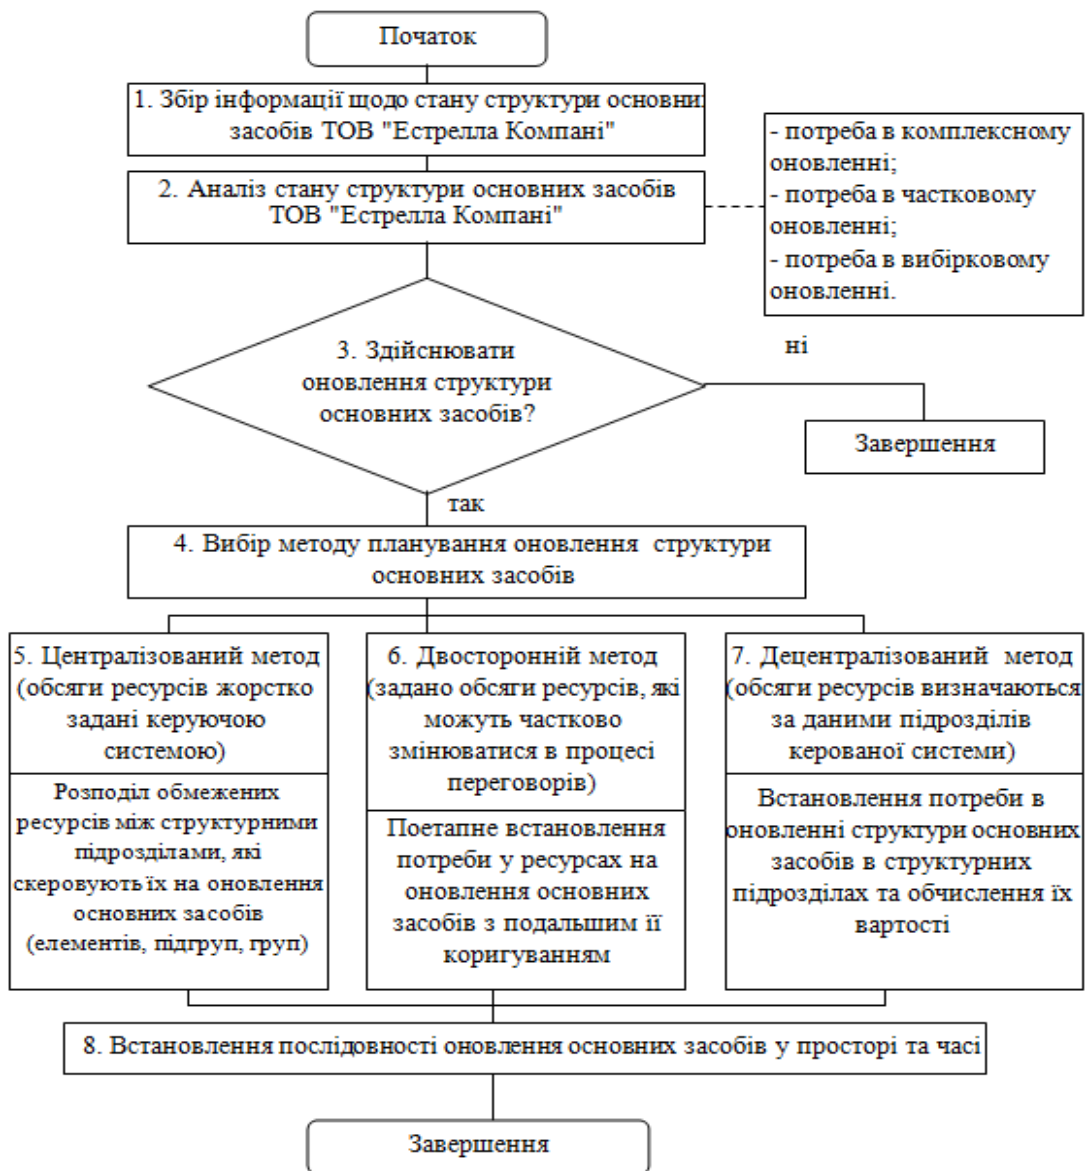 Початок
1. Збір інформації щодо стану структури основни
засобів ТОВ "Естрелла Компані"
2. Аналіз стану структури основних засобів
ТОВ "Естрелла Компані"
- потреба в комплексному
оновленні;
- потреба в частковому
оновленні;
- потреба в вибірковому
оновленні.
3. Здійснювати
оновлення структури
основних засобів?
ні
Завершення
так
4. Вибір методу планування оновлення структури
основних засобів
5. Централізований метод
(обсяги ресурсів жорстко
задані керуючою
системою)
Розподіл обмежених
ресурсів між структурними
підрозділами, які
скеровують їх на оновлення
основних засобів
(елементів, підгруп, груп)
6. Двосторонній метод
(задано обсяги ресурсів, які
можуть частково
змінюватися в процесі
переговорів)
Поетапне встановлення
потреби у ресурсах на
оновлення основних
засобів з подальшим її
коригуванням
7. Децентралізований метод
(обсяги ресурсів визначаються
за даними підрозділів
керованої системи)
Встановлення потреби в
оновленні структури основних
засобів в структурних
підрозділах та обчислення їх
вартості
8. Встановлення послідовності оновлення основних засобів у просторі та часі
Завершення